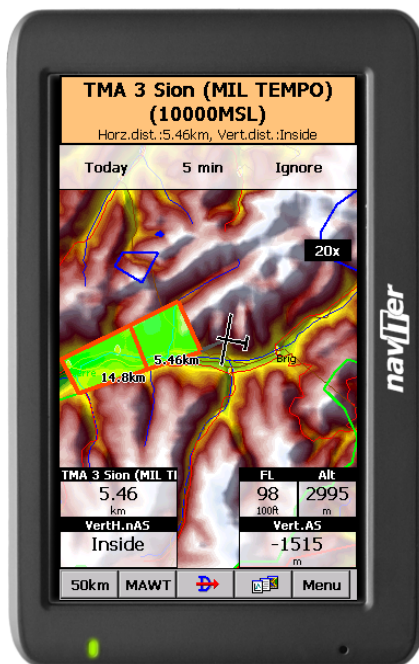 TMA 3 Sion (MIL TEMPO)
(10000MSL)
Horz.dist.:5.46km, Vert.dist.:Inside
Today 5 min Ignore
20x
naviter
5.46km
Brig
14.8km
TMA 3 Sion (MIL TI
5.46
km
VertH.nAS
Inside
FL Alt
98 2995
100ft m
Vert.AS
-1515
m
50km MAWT Menu